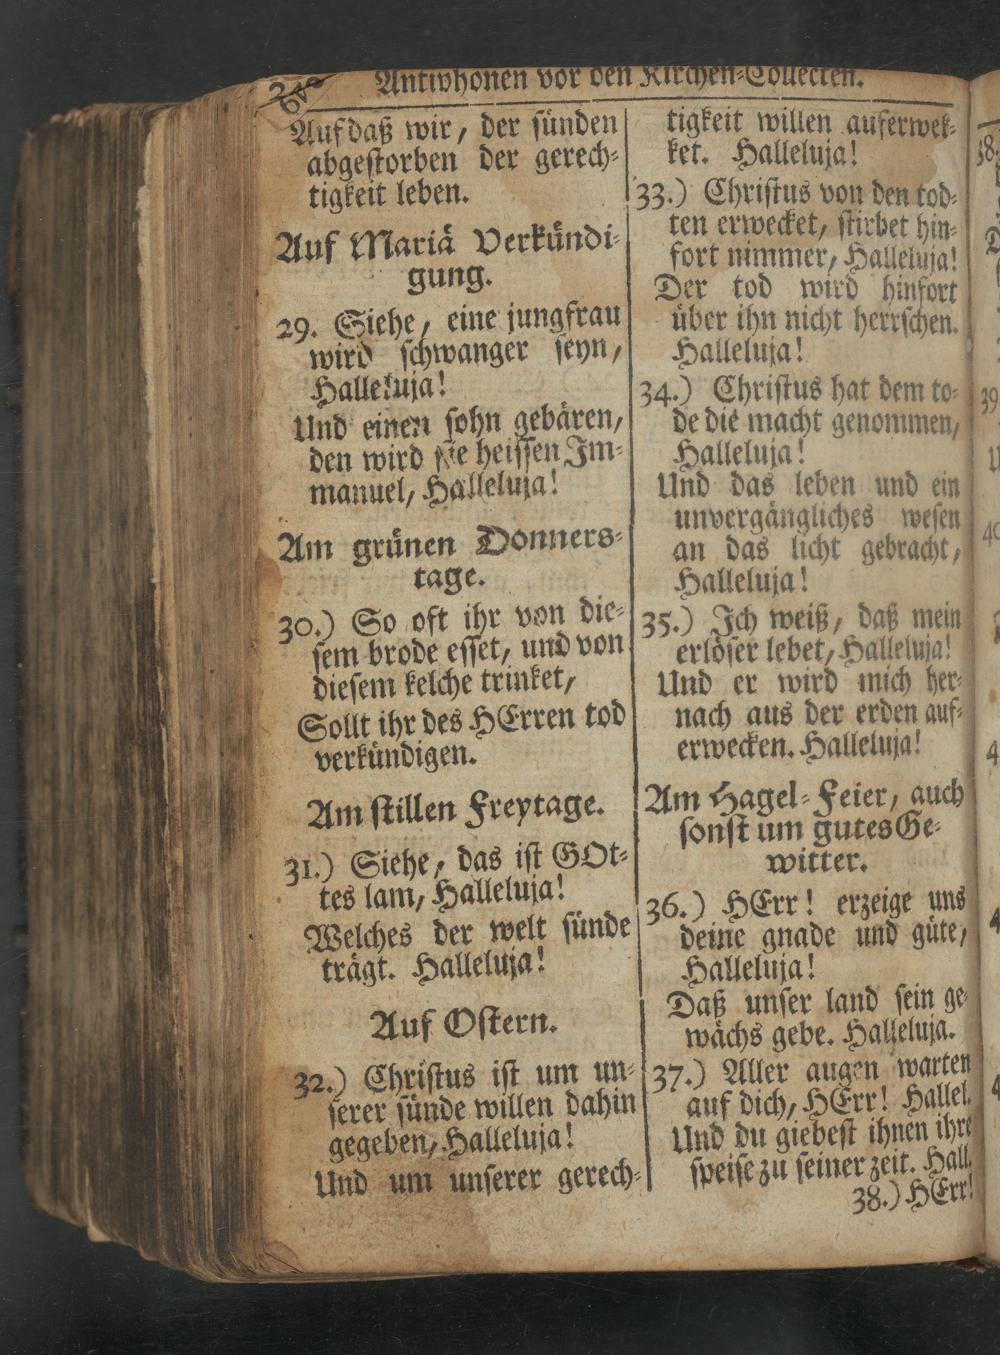 Antiphonen vor den Kirchen-Collecten.
Auf daß wir, der sünden
abgestorben der gerech-
tigkeit leben.
Auf Mariä Verkündi-
gung.
29. Siehe, eine jungfrau
wird schwanger seyn,
Halleluja!
Und einen sohn gebären,
den wird sie heissen Im-
manuel, Halleluja!
Am grünen Donners-
tage.
30.) So oft ihr von die-
sem brode esset, und von
diesem kelche trinket,
Sollt ihr des HErren tod
verkündigen.
Am stillen Freytage.
31.) Siehe, das ist GOt-
tes lam, Halleluja!
Welches der welt sünde
trägt. Halleluja!
Auf Ostern.
32.) Christus ist um un-
serer sünde willen dahin
gegeben, Halleluja!
Und um unserer gerech-
tigkeit willen auferwek-
ket. Halleluja!
33.) Christus von den tod-
ten erwecket, stirbet hin-
fort nimmer, Halleluja!
Der tod wird hinfort
über ihn nicht herrschen.
Halleluja!
34.) Christus hat dem to-
de die macht genommen,
Halleluja!
Und das leben und ein
unvergängliches wesen
an das licht gebracht,
Halleluja!
35.) Ich weiß, daß mein
erlöser lebet, Halleluja!
Und er wird mich her-
nach aus der erden auf-
erwecken. Halleluja!
Am Hagel-Feier, auch
sonst um gutes Ge-
witter.
36.) HErr! erzeige uns
deine gnade und güte,
Halleluja!
Daß unser land sein ge-
wächs gebe. Halleluja.
37.) Aller augen warten
auf dich, HErr! Hallel.
Und du giebest ihnen ihre
speise zu seiner zeit. Hall.
38.) HErr!